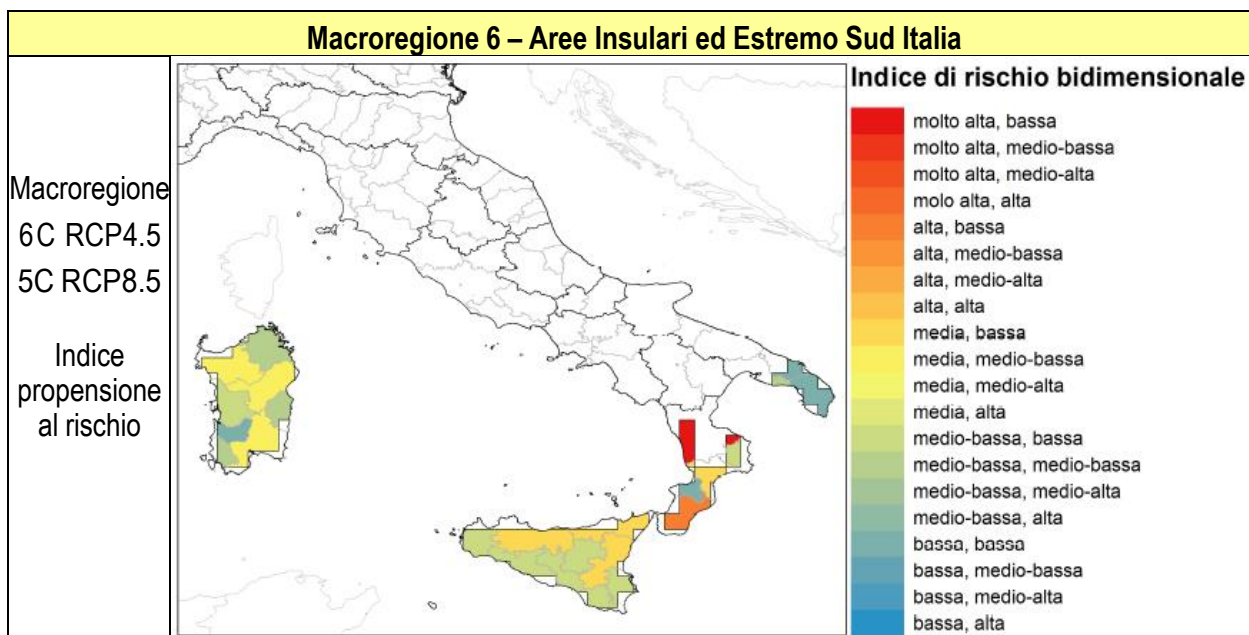 Macroregione 6 – Aree Insulari ed Estremo Sud Italia
Macroregione
6C RCP4.5
5C RCP8.5
Indice
propensione
al rischio
Indice di rischio bidimensionale
molto alta, bassa
molto alta, medio-bassa
molto alta, medio-alta
molo alta, alta
alta, bassa
alta, medio-bassa
alta, medio-alta
alta, alta
media, bassa
media, medio-bassa
media, medio-alta
media, alta
medio-bassa, bassa
medio-bassa, medio-bassa
medio-bassa, medio-alta
medio-bassa, alta
bassa, bassa
bassa, medio-bassa
bassa, medio-alta
bassa, alta